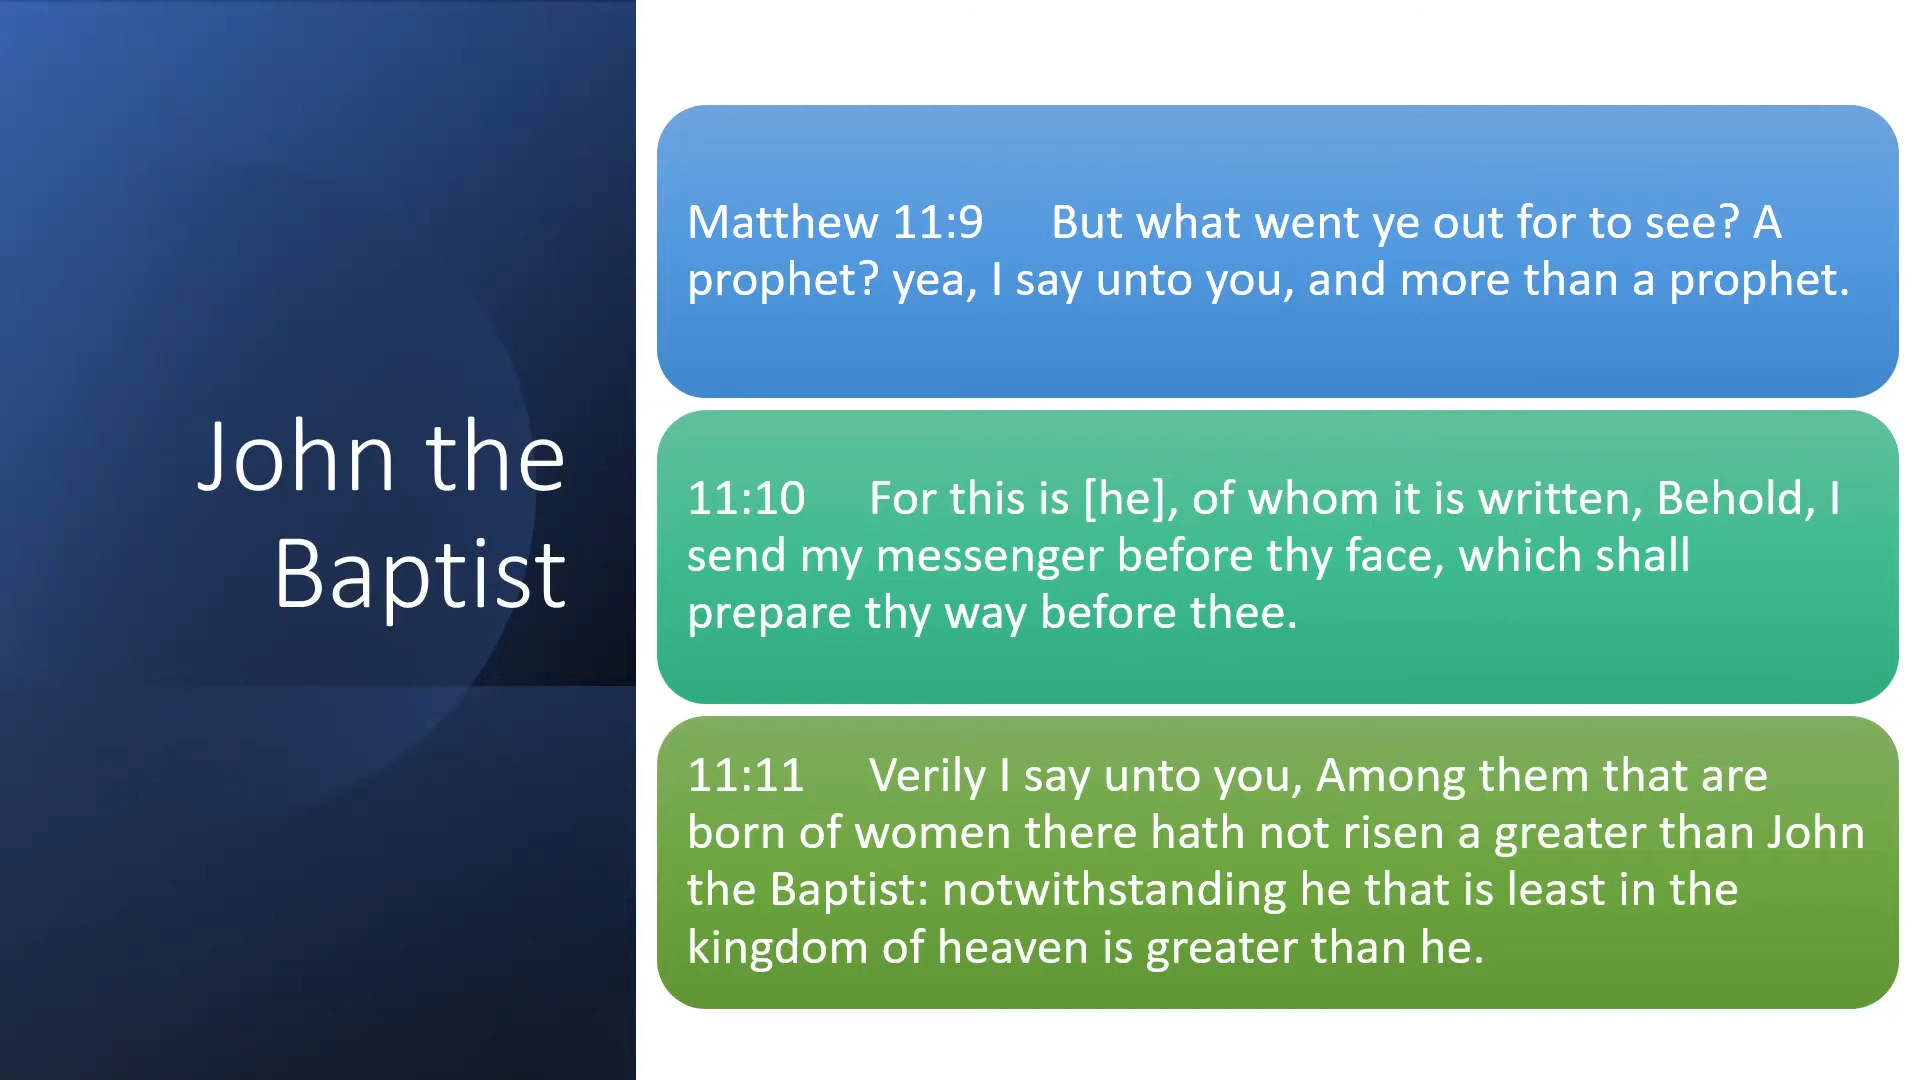 John the
Baptist
Matthew 11:9 But what went ye out for to see? A
prophet? yea, I say unto you, and more than a prophet.
11:10 For this is [he], of whom it is written, Behold, I
send my messenger before thy face, which shall
prepare thy way before thee.
11:11 Verily I say unto you, Among them that are
born of women there hath not risen a greater than John
the Baptist: notwithstanding he that is least in the
kingdom of heaven is greater than he.